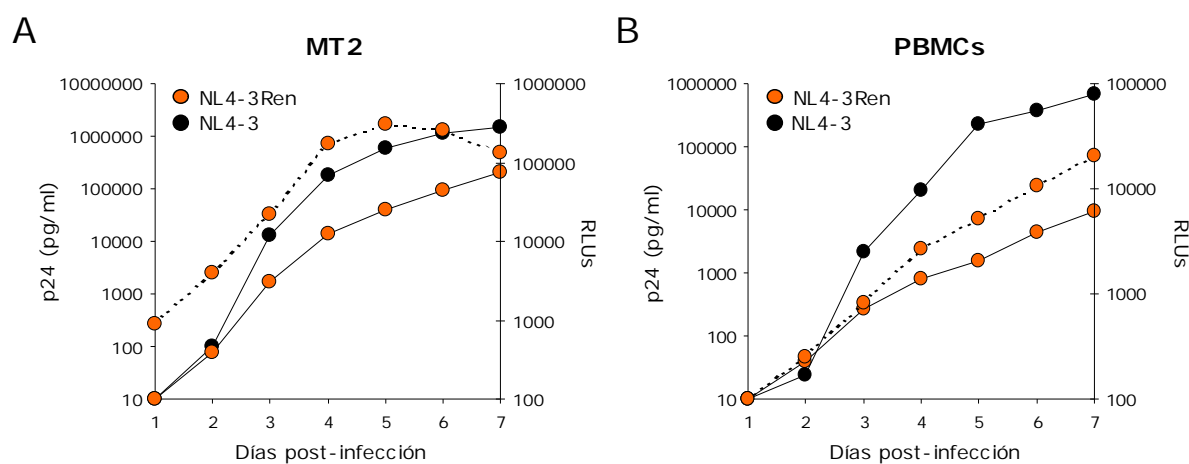 A
MT2
NL4-3Ren
NL4-3
p24 (pg/ml)
10000000
1000000
100000
10000
1000
100
10
1000000
100000
10000
1000
100
RLUs
1 2 3 4 5 6 7
Días post-infección
B
PBMCs
NL4-3Ren
NL4-3
p24 (pg/ml)
1000000
100000
10000
1000
100
10
100000
10000
1000
100
RLUs
1 2 3 4 5 6 7
Días post-infección